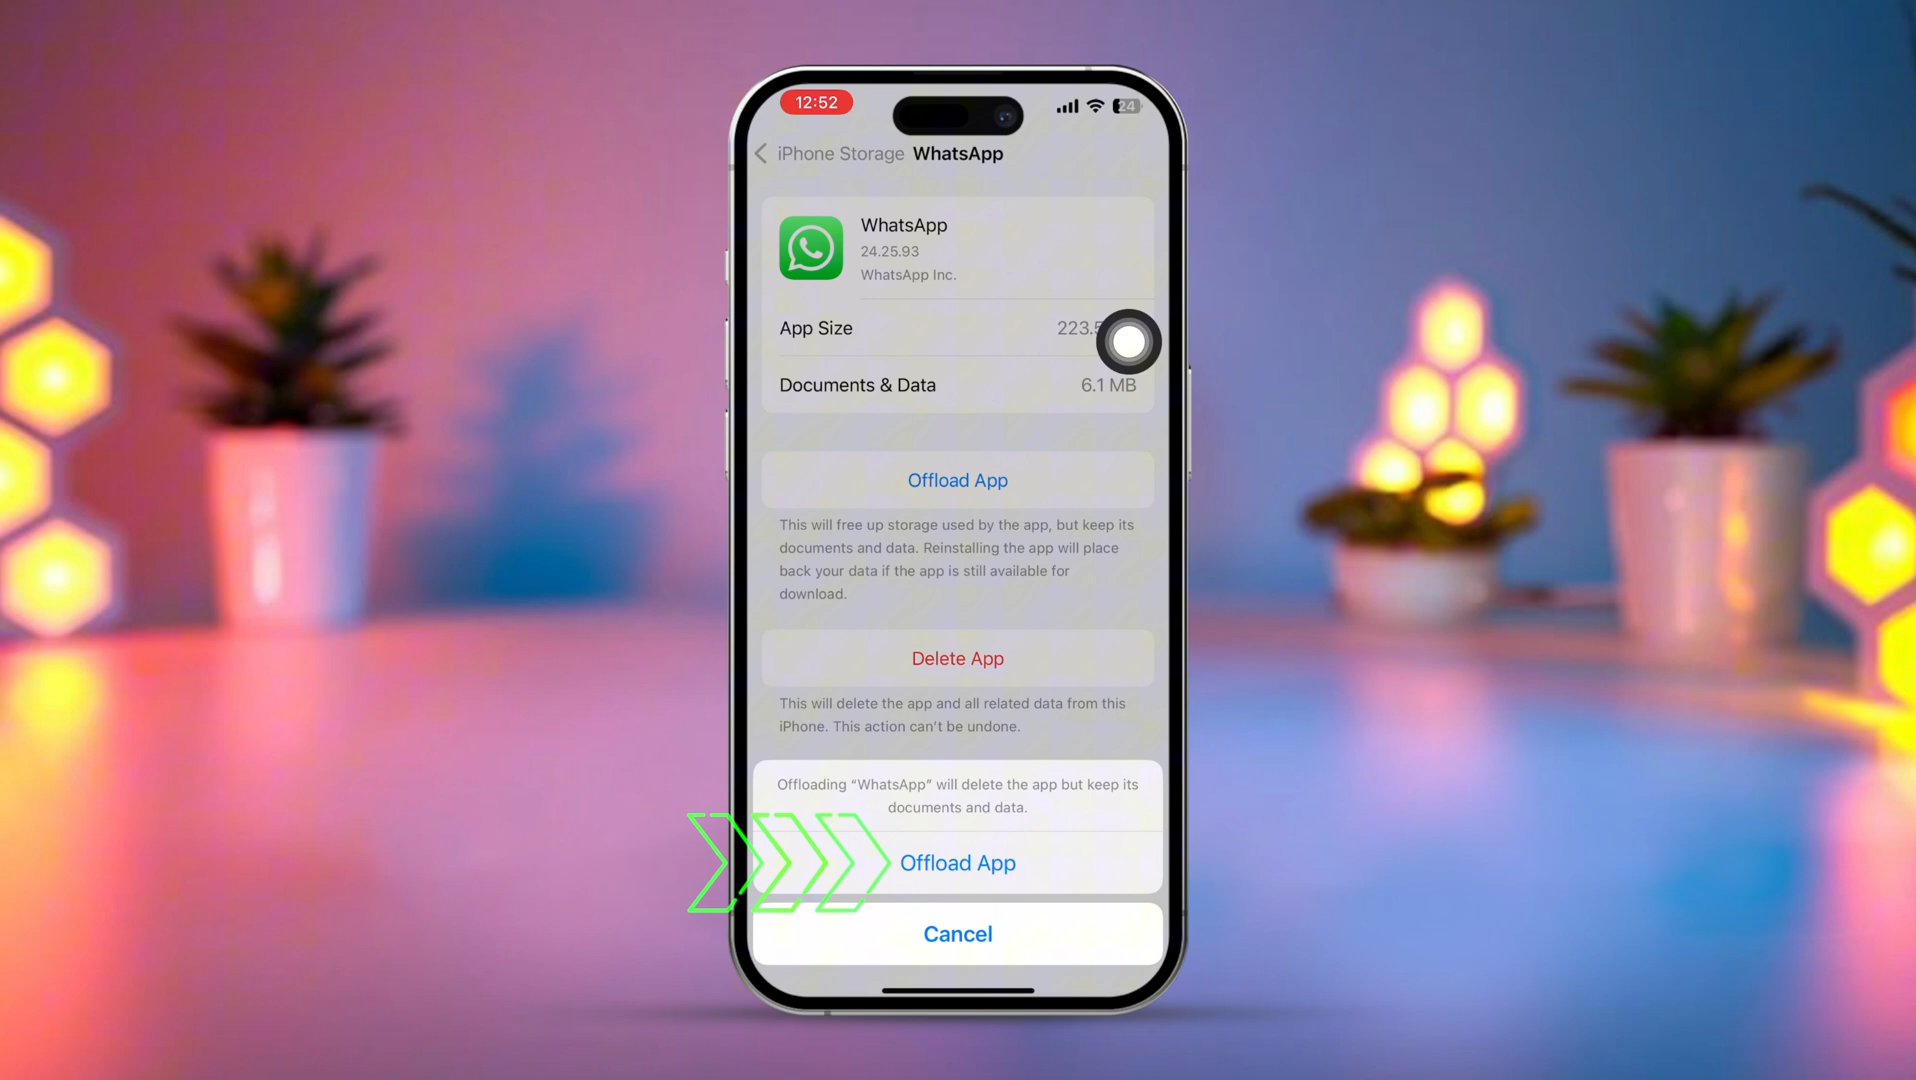 12:52
24
iPhone Storage WhatsApp
WhatsApp
24.25.93
WhatsApp Inc.
App Size
Documents & Data 6.1 MB
Offload App
This will free up storage used by the app, but keep its
documents and data. Reinstalling the app will place
back your data if the app is still available for
download.
Delete App
This will delete the app and all related data from this
iPhone. This action can’t be undone.
Offloading “WhatsApp” will delete the app but keep its
documents and data.
Offload App
Cancel